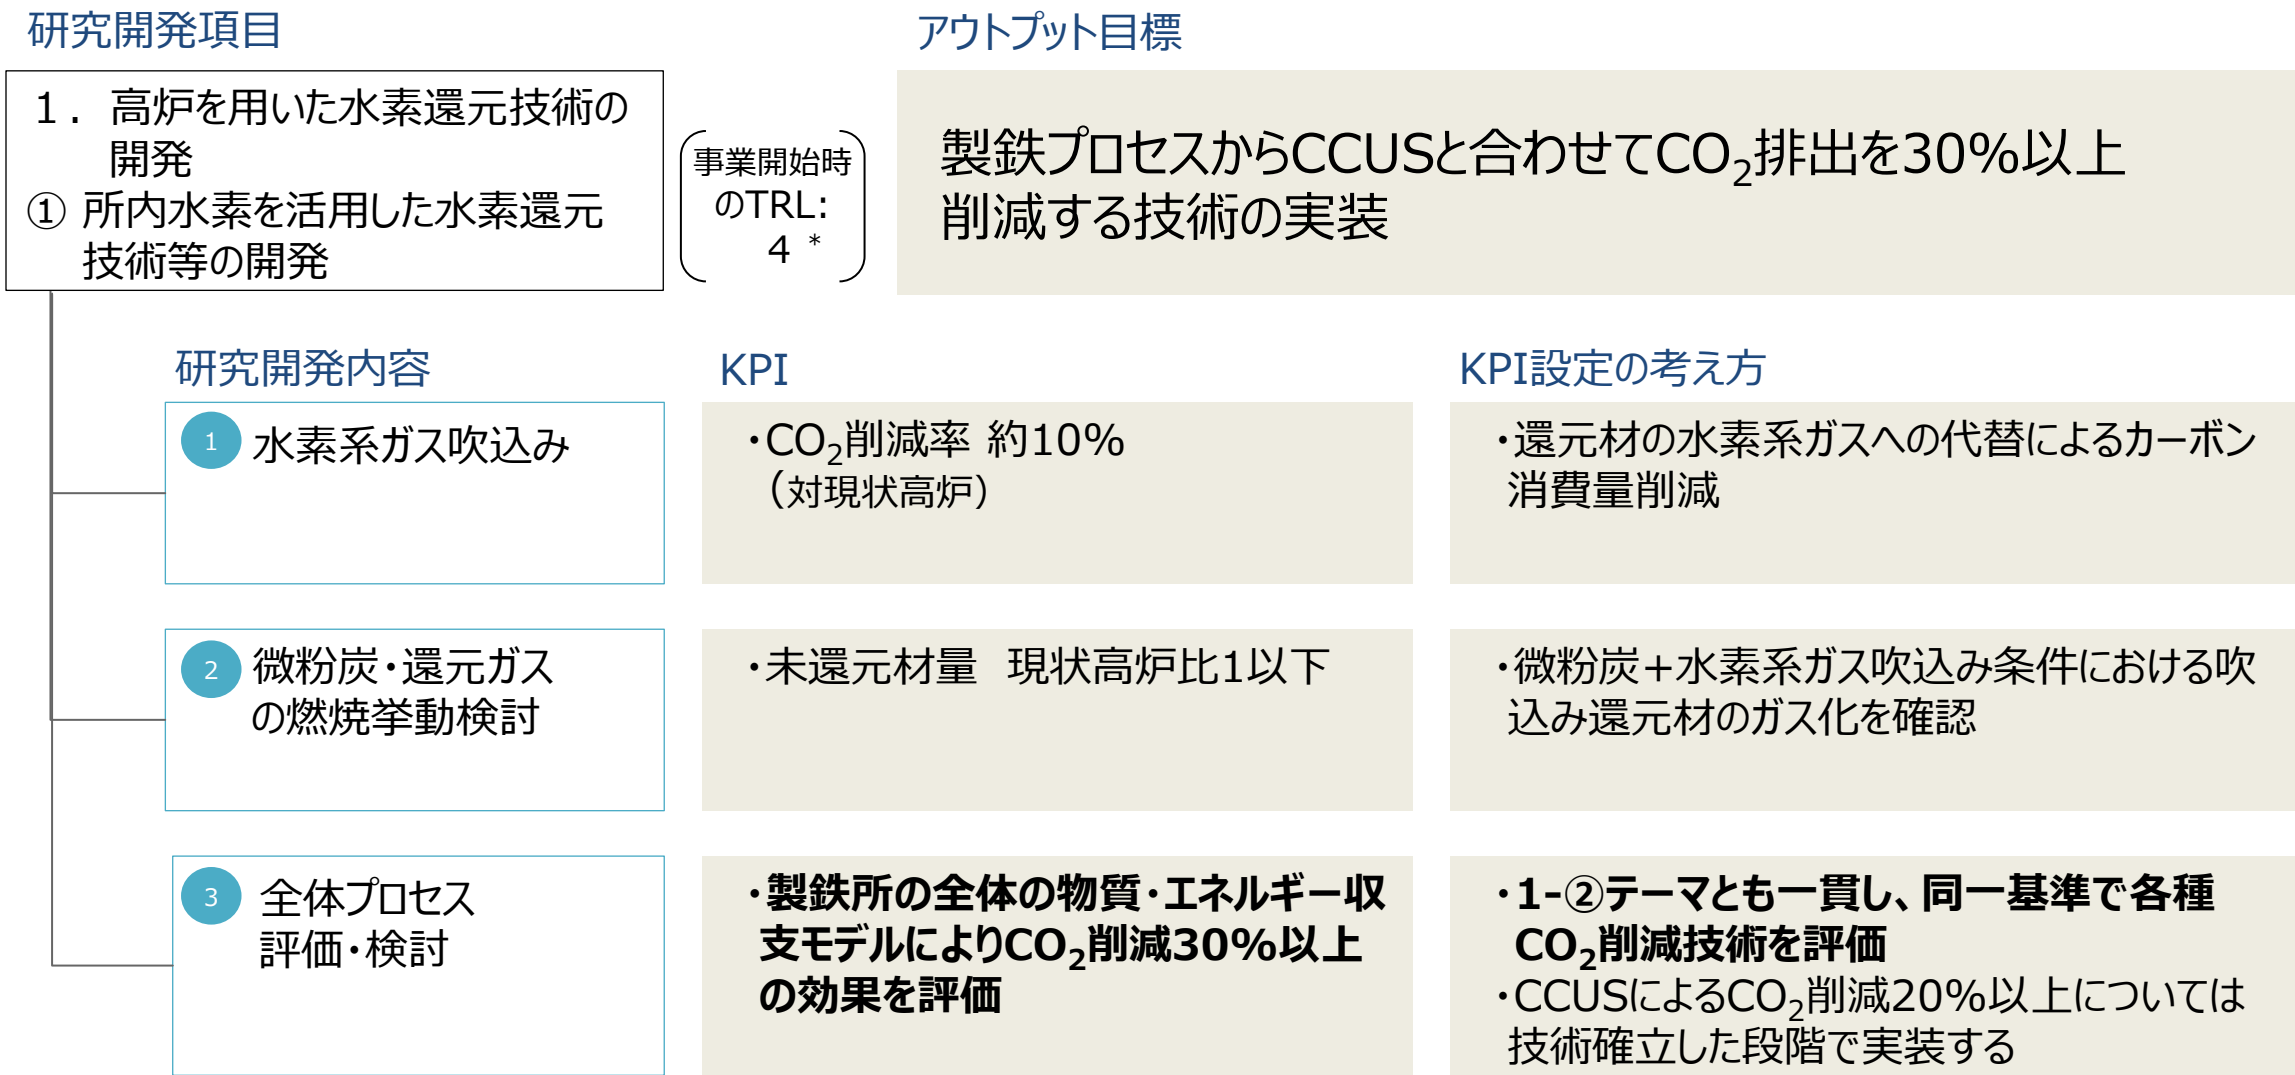 研究開発項目
アウトプット目標
１．高炉を用いた水素還元技術の
開発
① 所内水素を活用した水素還元
技術等の開発
事業開始時
のTRL:
４ *
製鉄プロセスからCCUSと合わせてCO₂排出を30%以上
削減する技術の実装
研究開発内容
KPI
KPI設定の考え方
1 水素系ガス吹込み
・CO₂削減率 約10%
（対現状高炉）
・還元材の水素系ガスへの代替によるカーボン
消費量削減
2 微粉炭・還元ガス
の燃焼挙動検討
・未還元材量　現状高炉比1以下
・微粉炭+水素系ガス吹込み条件における吹
込み還元材のガス化を確認
3 全体プロセス
評価・検討
・製鉄所の全体の物質・エネルギー収
支モデルによりCO₂削減30%以上
の効果を評価
・1-②テーマとも一貫し、同一基準で各種
CO₂削減技術を評価
・CCUSによるCO₂削減20%以上については
技術確立した段階で実装する